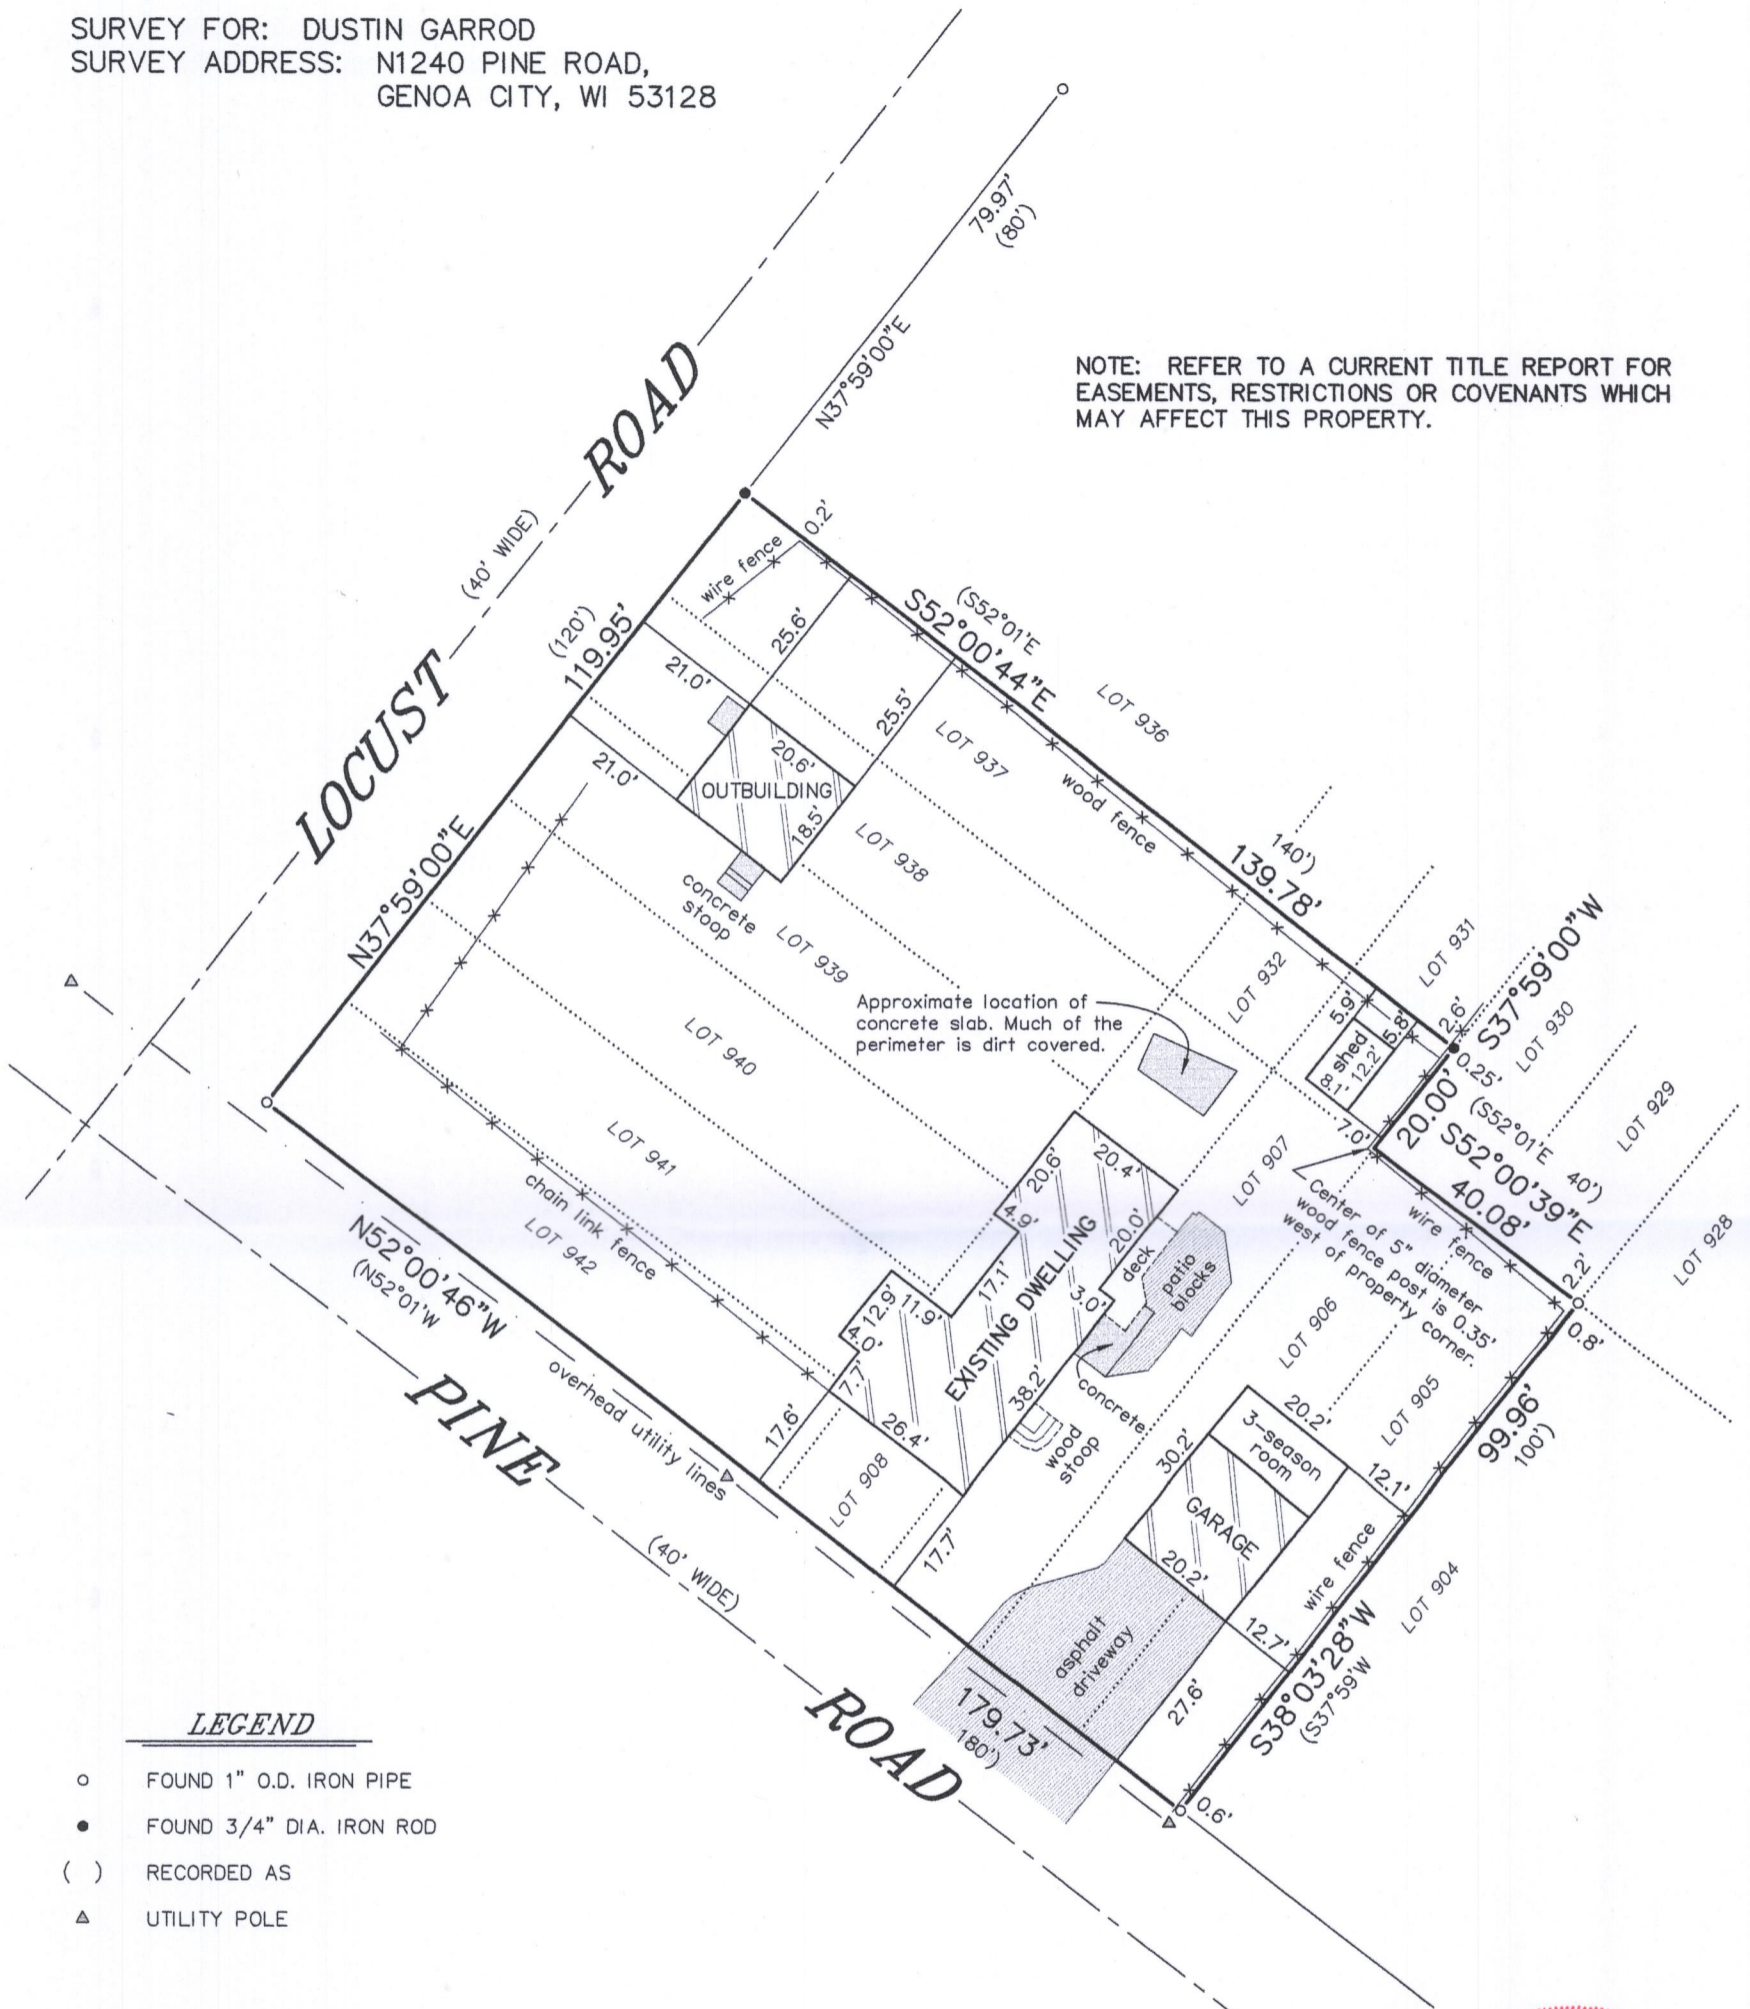 SURVEY FOR: DUSTIN GARROD
SURVEY ADDRESS: N1240 PINE ROAD,
GENOA CITY, WI 53128
79.97'
(80')
N37°59'00"E
NOTE: REFER TO A CURRENT TITLE REPORT FOR
EASEMENTS, RESTRICTIONS OR COVENANTS WHICH
MAY AFFECT THIS PROPERTY.
LOCUST ROAD
(40' WIDE)
0.2'
wire fence
(120')
119.95'
N37°59'00"E
25.6'
21.0'
25.5'
(S52°01'E
140')
S52°00'44"E
139.78'
LOT 936
LOT 937
wood fence
20.6'
OUTBUILDING
18.5'
21.0'
concrete
stoop
LOT 938
LOT 939
LOT 940
LOT 941
chain link fence
LOT 942
Approximate location of
concrete slab. Much of the
perimeter is dirt covered.
LOT 932
LOT 931
5.9'
5.8'
shed
8.1'
12.2'
2.6'
S37°59'00"W
20.00'
0.25'
LOT 930
(S52°01'E
40')
S52°00'39"E
40.08'
LOT 929
LOT 928
7.0'
LOT 907
Center of 5" diameter
wood fence post is 0.35'
west of property corner.
wire fence
2.2'
0.8'
20.6'
20.4'
4.9'
17.1'
20.0'
deck
3.0'
patio
blocks
EXISTING DWELLING
12.9'
11.9'
4.0'
7.7'
26.4'
38.2'
concrete
wood
stoop
17.6'
17.7'
LOT 908
LOT 906
LOT 905
20.2'
3-season
room
30.2'
12.1'
GARAGE
20.2'
wire fence
12.7'
27.6'
asphalt
driveway
99.96'
100')
S38°03'28"W
(S37°59'W
LOT 904
0.6'
N52°00'46"W
(N52°01'W
179.73'
180')
overhead utility lines
PINE ROAD
(40' WIDE)
LEGEND
FOUND 1" O.D. IRON PIPE
FOUND 3/4" DIA. IRON ROD
( ) RECORDED AS
UTILITY POLE